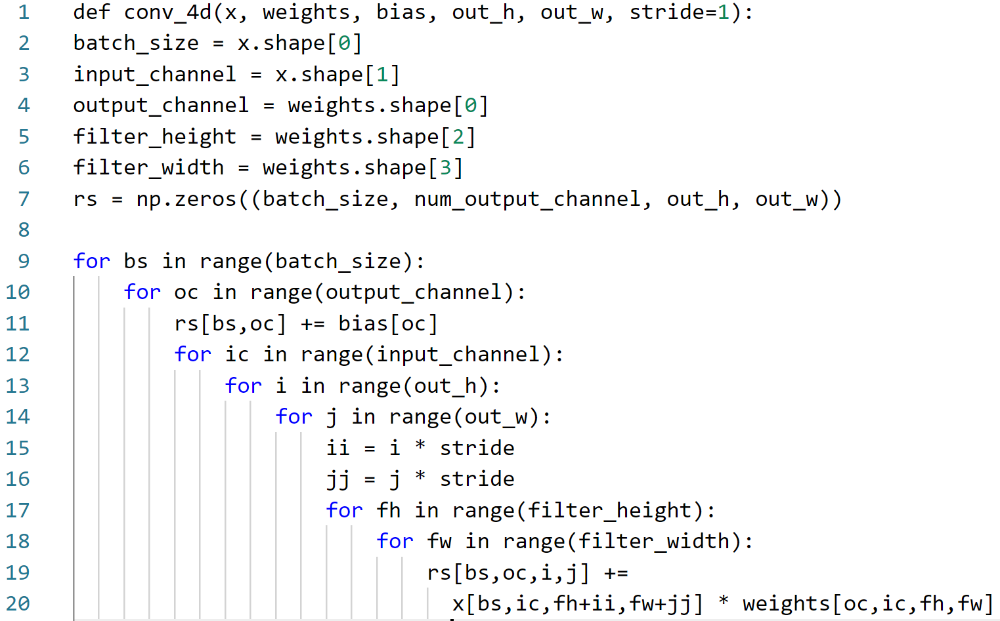 1 def conv_4d(x, weights, bias, out_h, out_w, stride=1):
2 batch_size = x.shape[0]
3 input_channel = x.shape[1]
4 output_channel = weights.shape[0]
5 filter_height = weights.shape[2]
6 filter_width = weights.shape[3]
7 rs = np.zeros((batch_size, num_output_channel, out_h, out_w))
8
9 for bs in range(batch_size):
10     for oc in range(output_channel):
11         rs[bs,oc] += bias[oc]
12         for ic in range(input_channel):
13             for i in range(out_h):
14                 for j in range(out_w):
15                     ii = i * stride
16                     jj = j * stride
17                     for fh in range(filter_height):
18                         for fw in range(filter_width):
19                             rs[bs,oc,i,j] +=
20                               x[bs,ic,fh+ii,fw+jj] * weights[oc,ic,fh,fw]